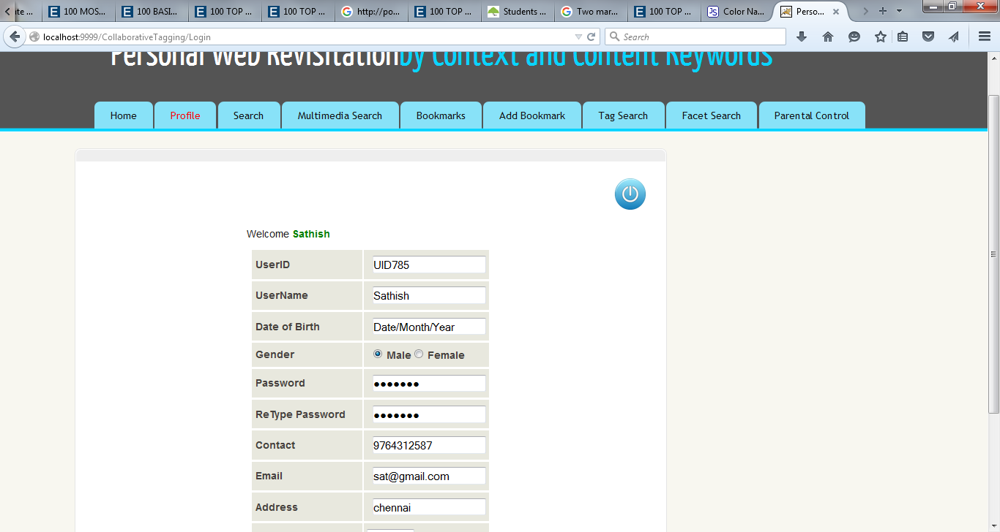 te ... 100 MOS... 100 BASI... 100 TOP ... 100 TOP ... http://po... 100 TOP ... Students ... Two mar... 100 TOP ... Color Na... Perso...
localhost:9999/CollaborativeTagging/Login Search
Personal Web Revisitationby Context and Content Keywords
Home Profile Search Multimedia Search Bookmarks Add Bookmark Tag Search Facet Search Parental Control
Welcome Sathish
UserID UID785
UserName Sathish
Date of Birth Date/Month/Year
Gender Male Female
Password •••••••
ReType Password •••••••
Contact 9764312587
Email sat@gmail.com
Address chennai